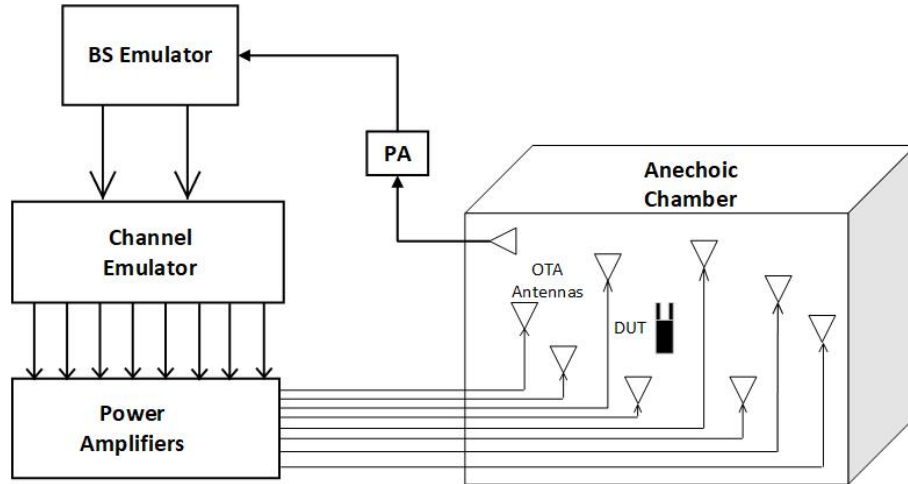 BS Emulator
PA
Anechoic
Chamber
Channel
Emulator
OTA
Antennas
DUT
Power
Amplifiers